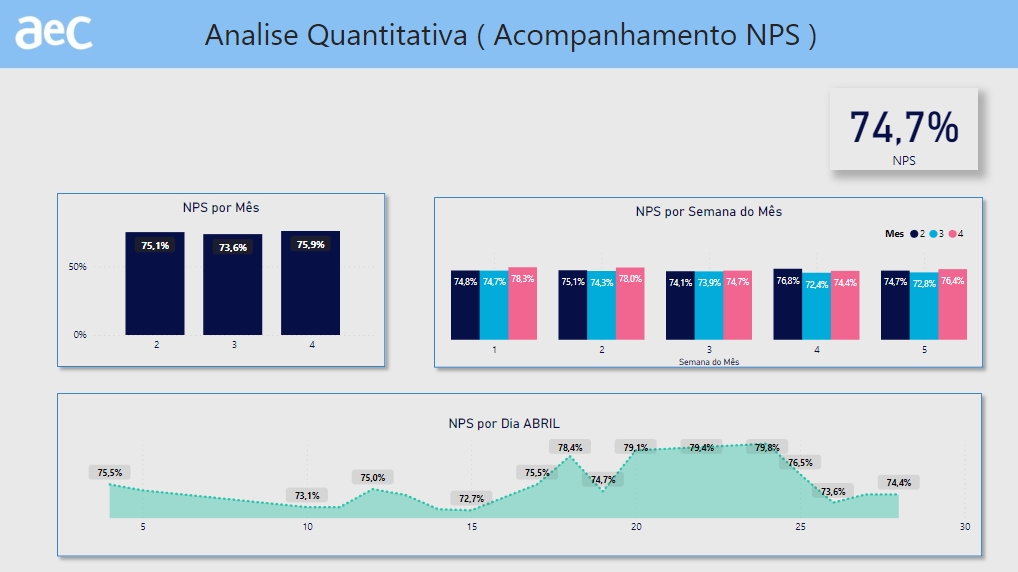 aeC
Analise Quantitativa ( Acompanhamento NPS )
74,7%
NPS
NPS por Mês
50%
0%
75,1% 73,6% 75,9%
2 3 4
NPS por Semana do Mês
Mes 2 3 4
74,8% 74,7% 78,3% 75,1% 74,3% 78,0% 74,1% 73,9% 74,7% 76,8% 72,4% 74,4% 74,7% 72,8% 76,4%
1 2 3 4 5
Semana do Mês
NPS por Dia ABRIL
75,5% 73,1% 75,0% 72,7% 75,5% 78,4% 74,7% 79,1% 79,4% 79,8% 76,5% 73,6% 74,4%
5 10 15 20 25 30